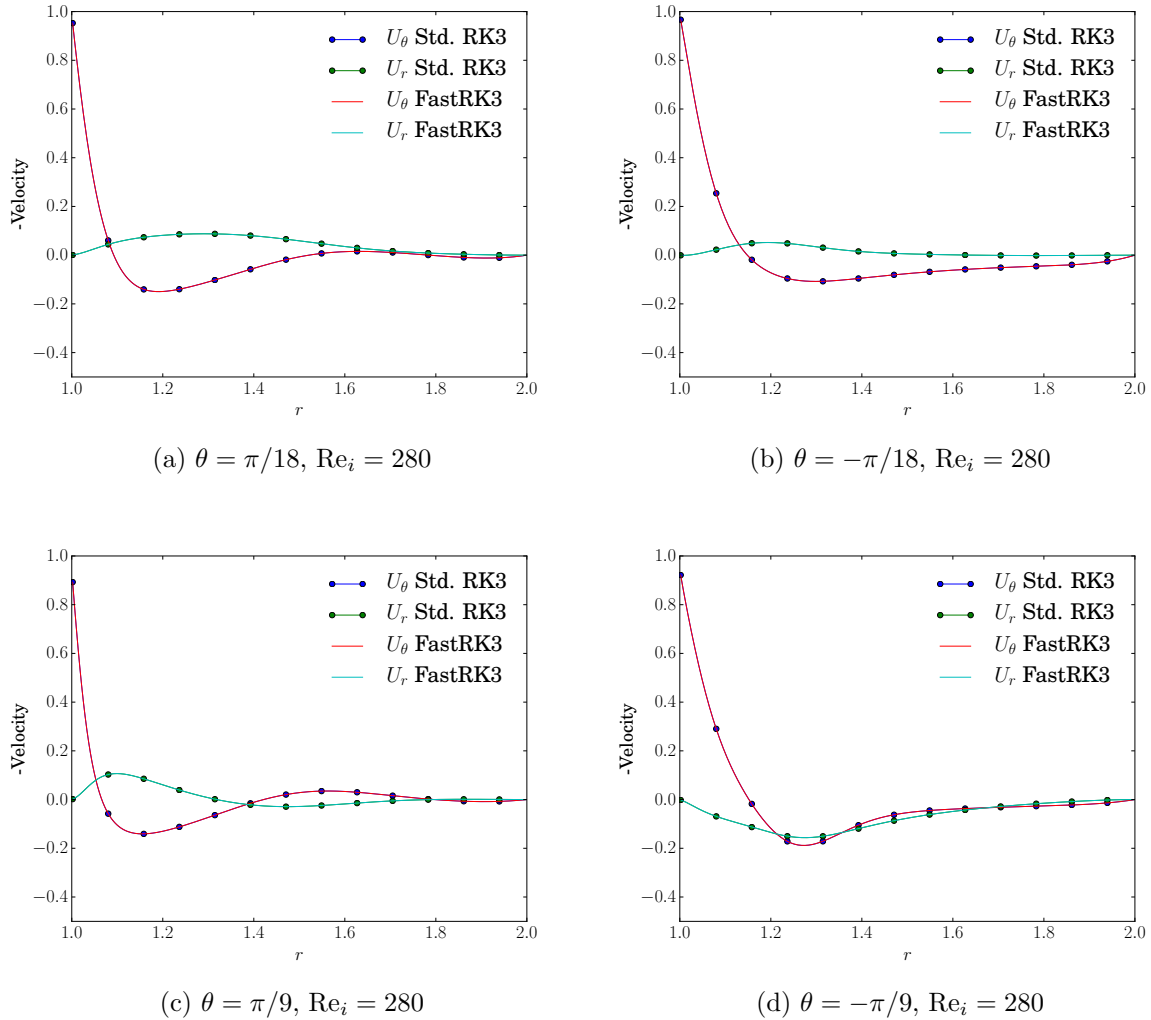 1.0
0.8
0.6
0.4
0.2
0.0
−0.2
−0.4
-Velocity
1.0 1.2 1.4 1.6 1.8 2.0
r
U_θ Std. RK3
U_r Std. RK3
U_θ FastRK3
U_r FastRK3
(a) θ = π/18, Re_i = 280
1.0
0.8
0.6
0.4
0.2
0.0
−0.2
−0.4
-Velocity
1.0 1.2 1.4 1.6 1.8 2.0
r
U_θ Std. RK3
U_r Std. RK3
U_θ FastRK3
U_r FastRK3
(b) θ = −π/18, Re_i = 280
1.0
0.8
0.6
0.4
0.2
0.0
−0.2
−0.4
-Velocity
1.0 1.2 1.4 1.6 1.8 2.0
r
U_θ Std. RK3
U_r Std. RK3
U_θ FastRK3
U_r FastRK3
(c) θ = π/9, Re_i = 280
1.0
0.8
0.6
0.4
0.2
0.0
−0.2
−0.4
-Velocity
1.0 1.2 1.4 1.6 1.8 2.0
r
U_θ Std. RK3
U_r Std. RK3
U_θ FastRK3
U_r FastRK3
(d) θ = −π/9, Re_i = 280